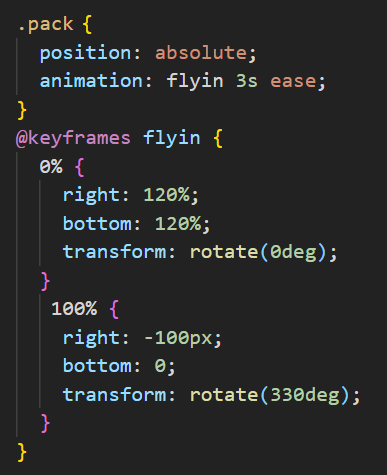 .pack {
  position: absolute;
  animation: flyin 3s ease;
}
@keyframes flyin {
  0% {
    right: 120%;
    bottom: 120%;
    transform: rotate(0deg);
  }
   100% {
    right: -100px;
    bottom: 0;
    transform: rotate(330deg);
  }
}